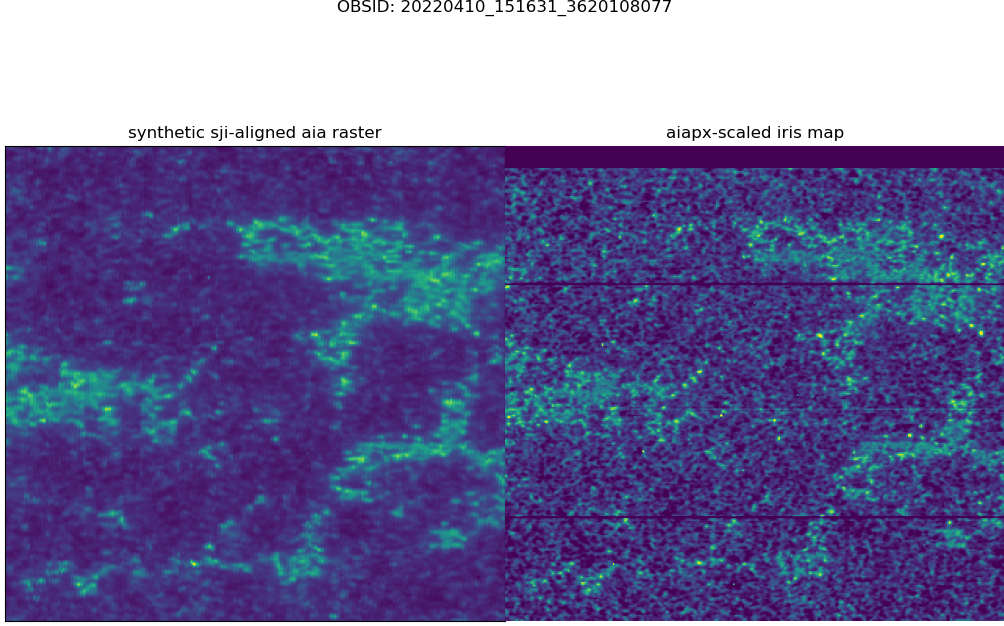 OBSID: 20220410_151631_3620108077
synthetic sji-aligned aia raster
aiapx-scaled iris map